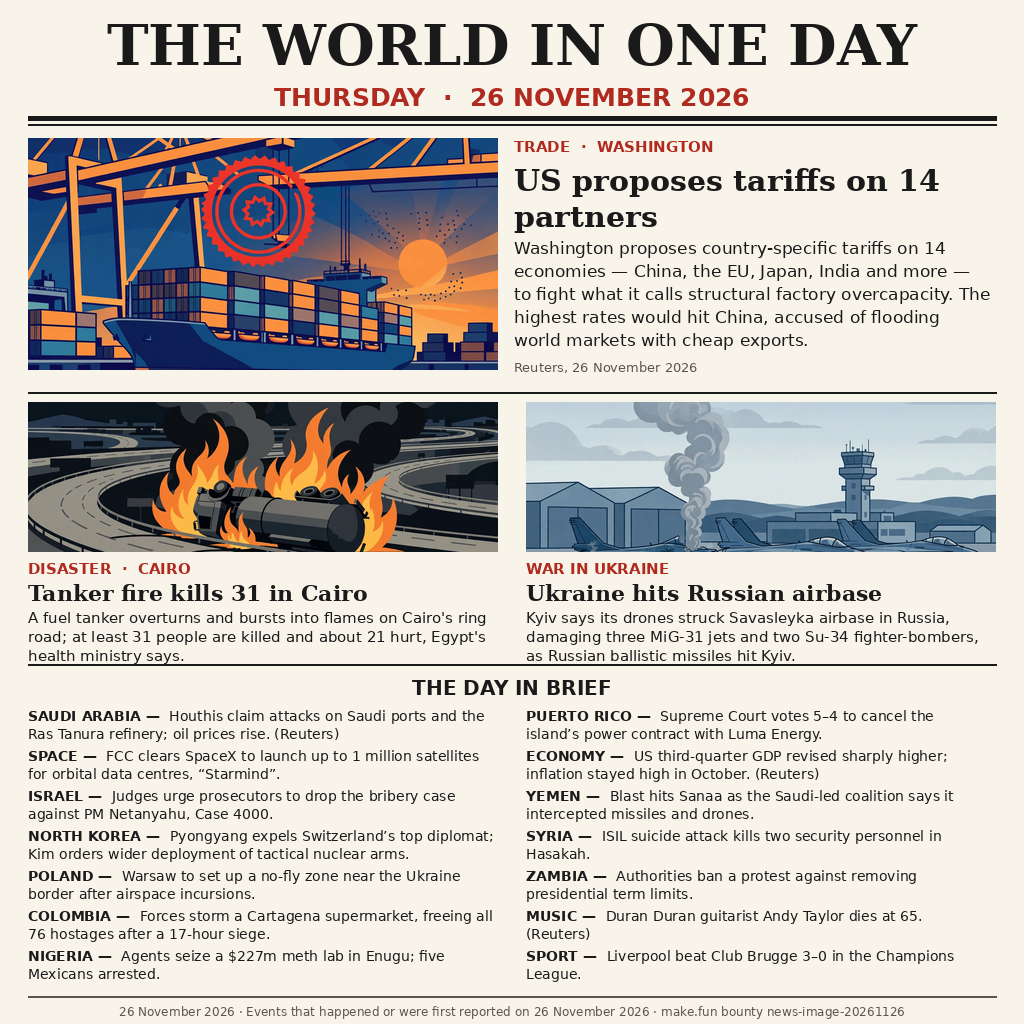 THE WORLD IN ONE DAY
THURSDAY · 26 NOVEMBER 2026
TRADE · WASHINGTON
US proposes tariffs on 14
partners
Washington proposes country-specific tariffs on 14
economies — China, the EU, Japan, India and more —
to fight what it calls structural factory overcapacity. The
highest rates would hit China, accused of flooding
world markets with cheap exports.
Reuters, 26 November 2026
DISASTER · CAIRO
Tanker fire kills 31 in Cairo
A fuel tanker overturns and bursts into flames on Cairo's ring
road; at least 31 people are killed and about 21 hurt, Egypt's
health ministry says.
WAR IN UKRAINE
Ukraine hits Russian airbase
Kyiv says its drones struck Savasleyka airbase in Russia,
damaging three MiG-31 jets and two Su-34 fighter-bombers,
as Russian ballistic missiles hit Kyiv.
THE DAY IN BRIEF
SAUDI ARABIA — Houthis claim attacks on Saudi ports and the
Ras Tanura refinery; oil prices rise. (Reuters)
SPACE — FCC clears SpaceX to launch up to 1 million satellites
for orbital data centres, “Starmind”.
ISRAEL — Judges urge prosecutors to drop the bribery case
against PM Netanyahu, Case 4000.
NORTH KOREA — Pyongyang expels Switzerland’s top diplomat;
Kim orders wider deployment of tactical nuclear arms.
POLAND — Warsaw to set up a no-fly zone near the Ukraine
border after airspace incursions.
COLOMBIA — Forces storm a Cartagena supermarket, freeing all
76 hostages after a 17-hour siege.
NIGERIA — Agents seize a $227m meth lab in Enugu; five
Mexicans arrested.
PUERTO RICO — Supreme Court votes 5–4 to cancel the
island’s power contract with Luma Energy.
ECONOMY — US third-quarter GDP revised sharply higher;
inflation stayed high in October. (Reuters)
YEMEN — Blast hits Sanaa as the Saudi-led coalition says it
intercepted missiles and drones.
SYRIA — ISIL suicide attack kills two security personnel in
Hasakah.
ZAMBIA — Authorities ban a protest against removing
presidential term limits.
MUSIC — Duran Duran guitarist Andy Taylor dies at 65.
(Reuters)
SPORT — Liverpool beat Club Brugge 3–0 in the Champions
League.
26 November 2026 · Events that happened or were first reported on 26 November 2026 · make.fun bounty news-image-20261126